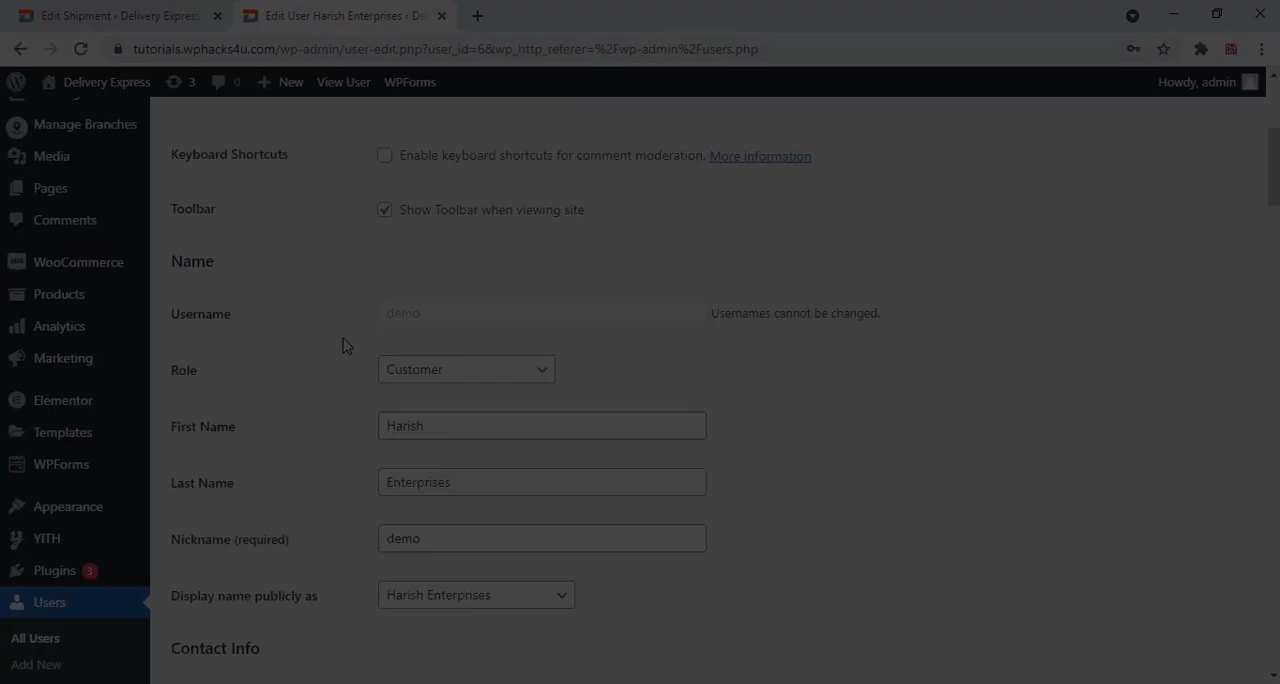 Edit Shipment ‹ Delivery Express
Edit User Harish Enterprises ‹ De
tutorials.wphacks4u.com/wp-admin/user-edit.php?user_id=6&wp_http_referer=%2Fwp-admin%2Fusers.php
Delivery Express 3 0 New View User WPForms Howdy, admin
Manage Branches
Media
Pages
Comments
WooCommerce
Products
Analytics
Marketing
Elementor
Templates
WPForms
Appearance
YITH
Plugins 3
Users
All Users
Add New
Keyboard Shortcuts Enable keyboard shortcuts for comment moderation. More information
Toolbar Show Toolbar when viewing site
Name
Username demo Usernames cannot be changed.
Role Customer
First Name Harish
Last Name Enterprises
Nickname (required) demo
Display name publicly as Harish Enterprises
Contact Info